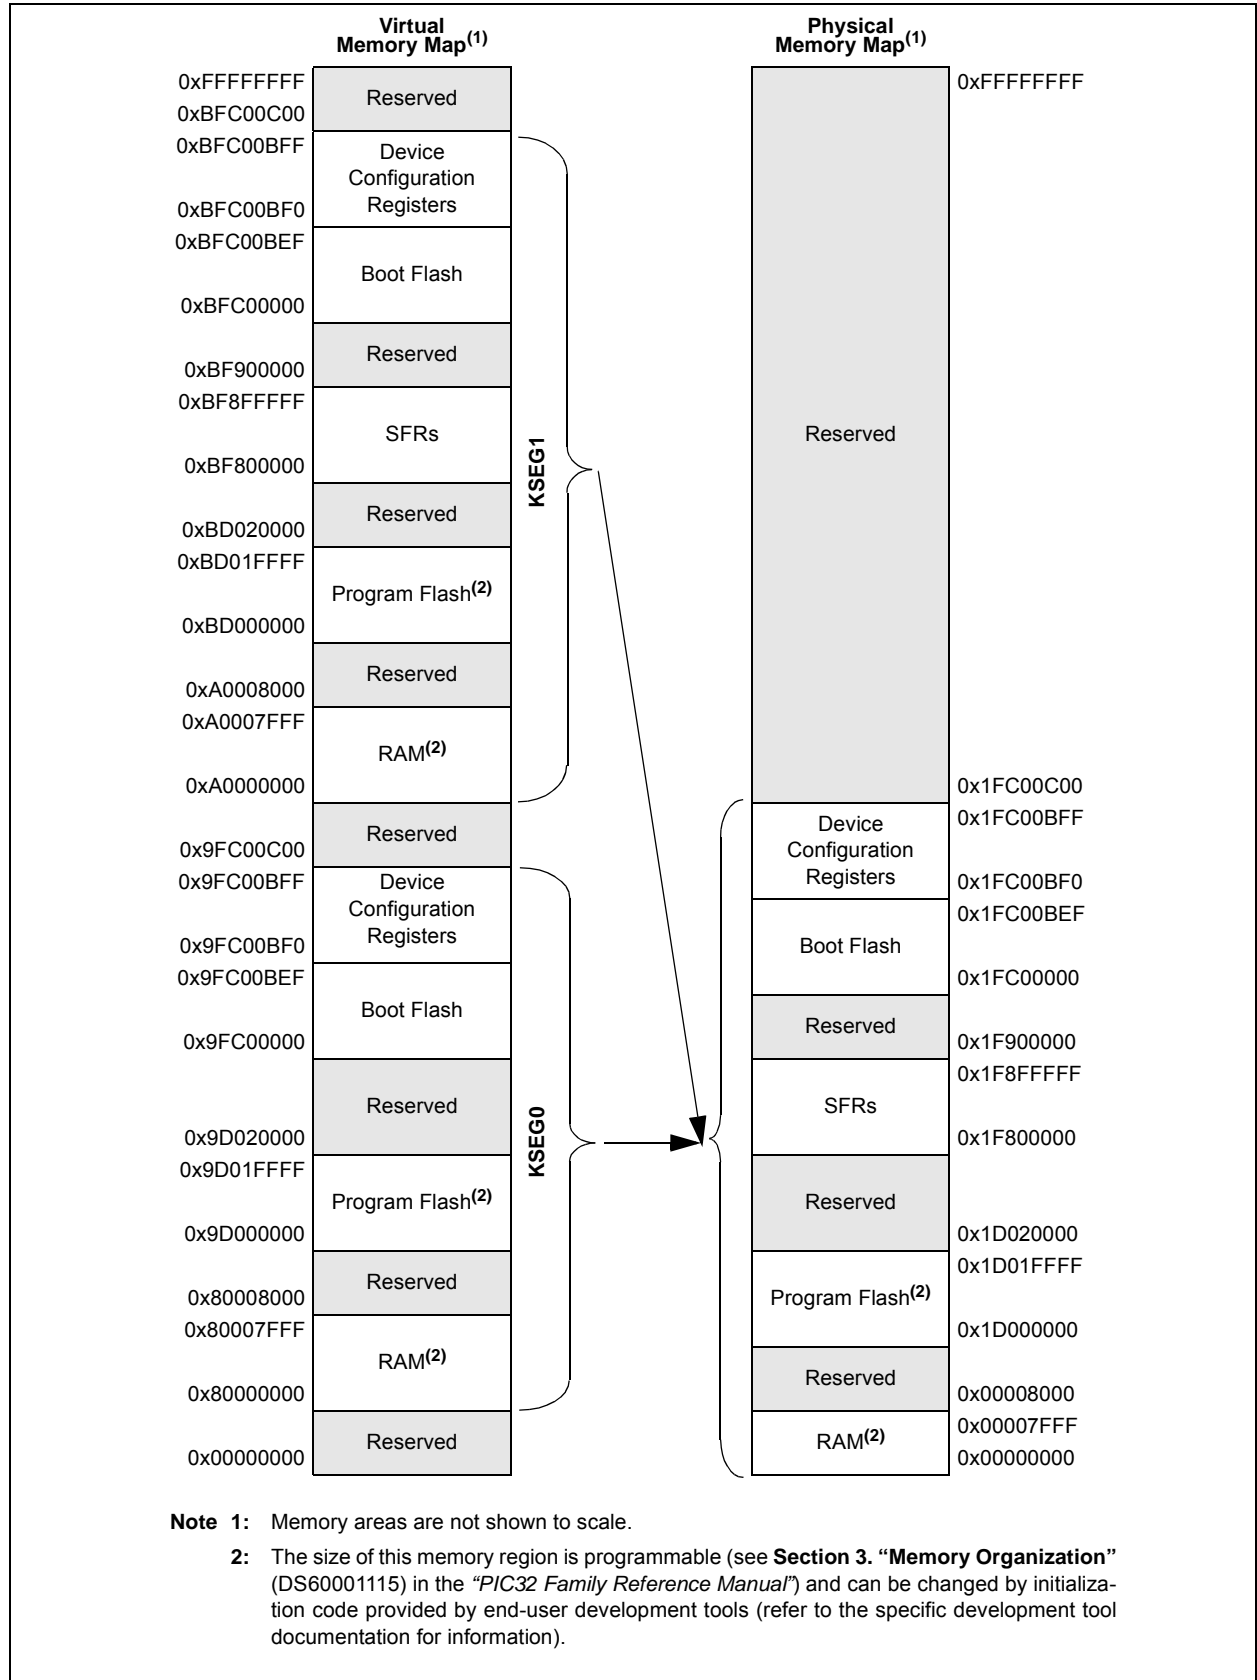 Virtual
Memory Map(1)
Physical
Memory Map(1)
0xFFFFFFFF
Reserved
0xBFC00C00
0xBFC00BFF
Device
Configuration
Registers
0xBFC00BF0
0xBFC00BEF
Boot Flash
0xBFC00000
Reserved
0xBF900000
0xBF8FFFFF
SFRs
0xBF800000
Reserved
0xBD020000
0xBD01FFFF
Program Flash(2)
0xBD000000
Reserved
0xA0008000
0xA0007FFF
RAM(2)
0xA0000000
KSEG1
Reserved
0x9FC00C00
0x9FC00BFF
Device
Configuration
Registers
0x9FC00BF0
0x9FC00BEF
Boot Flash
0x9FC00000
Reserved
0x9D020000
0x9D01FFFF
Program Flash(2)
0x9D000000
Reserved
0x80008000
0x80007FFF
RAM(2)
0x80000000
KSEG0
Reserved
0x00000000
0xFFFFFFFF
Reserved
0x1FC00C00
0x1FC00BFF
Device
Configuration
Registers
0x1FC00BF0
0x1FC00BEF
Boot Flash
0x1FC00000
Reserved
0x1F900000
0x1F8FFFFF
SFRs
0x1F800000
Reserved
0x1D020000
0x1D01FFFF
Program Flash(2)
0x1D000000
Reserved
0x00008000
0x00007FFF
RAM(2)
0x00000000
Note 1: Memory areas are not shown to scale.
2: The size of this memory region is programmable (see Section 3. “Memory Organization”
(DS60001115) in the “PIC32 Family Reference Manual”) and can be changed by initializa-
tion code provided by end-user development tools (refer to the specific development tool
documentation for information).